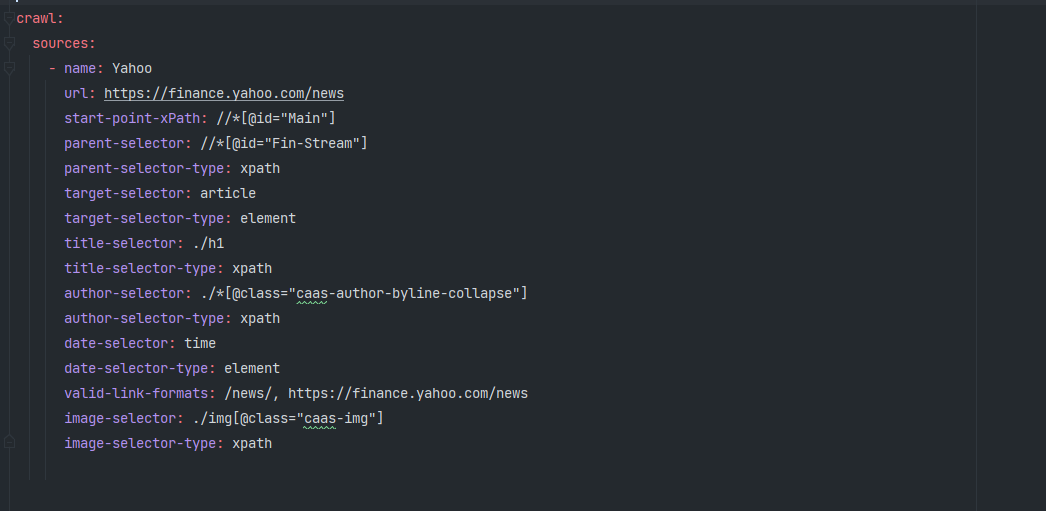 crawl:
sources:
- name: Yahoo
url: https://finance.yahoo.com/news
start-point-xPath: //*[@id="Main"]
parent-selector: //*[@id="Fin-Stream"]
parent-selector-type: xpath
target-selector: article
target-selector-type: element
title-selector: ./h1
title-selector-type: xpath
author-selector: ./*[@class="caas-author-byline-collapse"]
author-selector-type: xpath
date-selector: time
date-selector-type: element
valid-link-formats: /news/, https://finance.yahoo.com/news
image-selector: ./img[@class="caas-img"]
image-selector-type: xpath